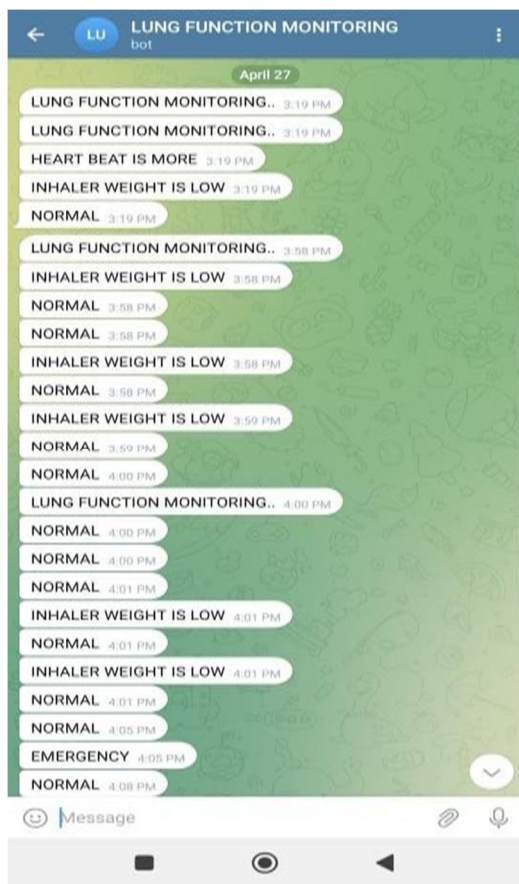 LU
LUNG FUNCTION MONITORING
bot
April 27
LUNG FUNCTION MONITORING.. 3:19 PM
LUNG FUNCTION MONITORING.. 3:19 PM
HEART BEAT IS MORE 3:19 PM
INHALER WEIGHT IS LOW 3:19 PM
NORMAL 3:19 PM
LUNG FUNCTION MONITORING.. 3:58 PM
INHALER WEIGHT IS LOW 3:58 PM
NORMAL 3:58 PM
NORMAL 3:58 PM
INHALER WEIGHT IS LOW 3:58 PM
NORMAL 3:58 PM
INHALER WEIGHT IS LOW 3:59 PM
NORMAL 3:59 PM
NORMAL 4:00 PM
LUNG FUNCTION MONITORING.. 4:00 PM
NORMAL 4:00 PM
NORMAL 4:00 PM
NORMAL 4:01 PM
INHALER WEIGHT IS LOW 4:01 PM
NORMAL 4:01 PM
INHALER WEIGHT IS LOW 4:01 PM
NORMAL 4:01 PM
NORMAL 4:05 PM
EMERGENCY 4:05 PM
NORMAL 4:08 PM
Message